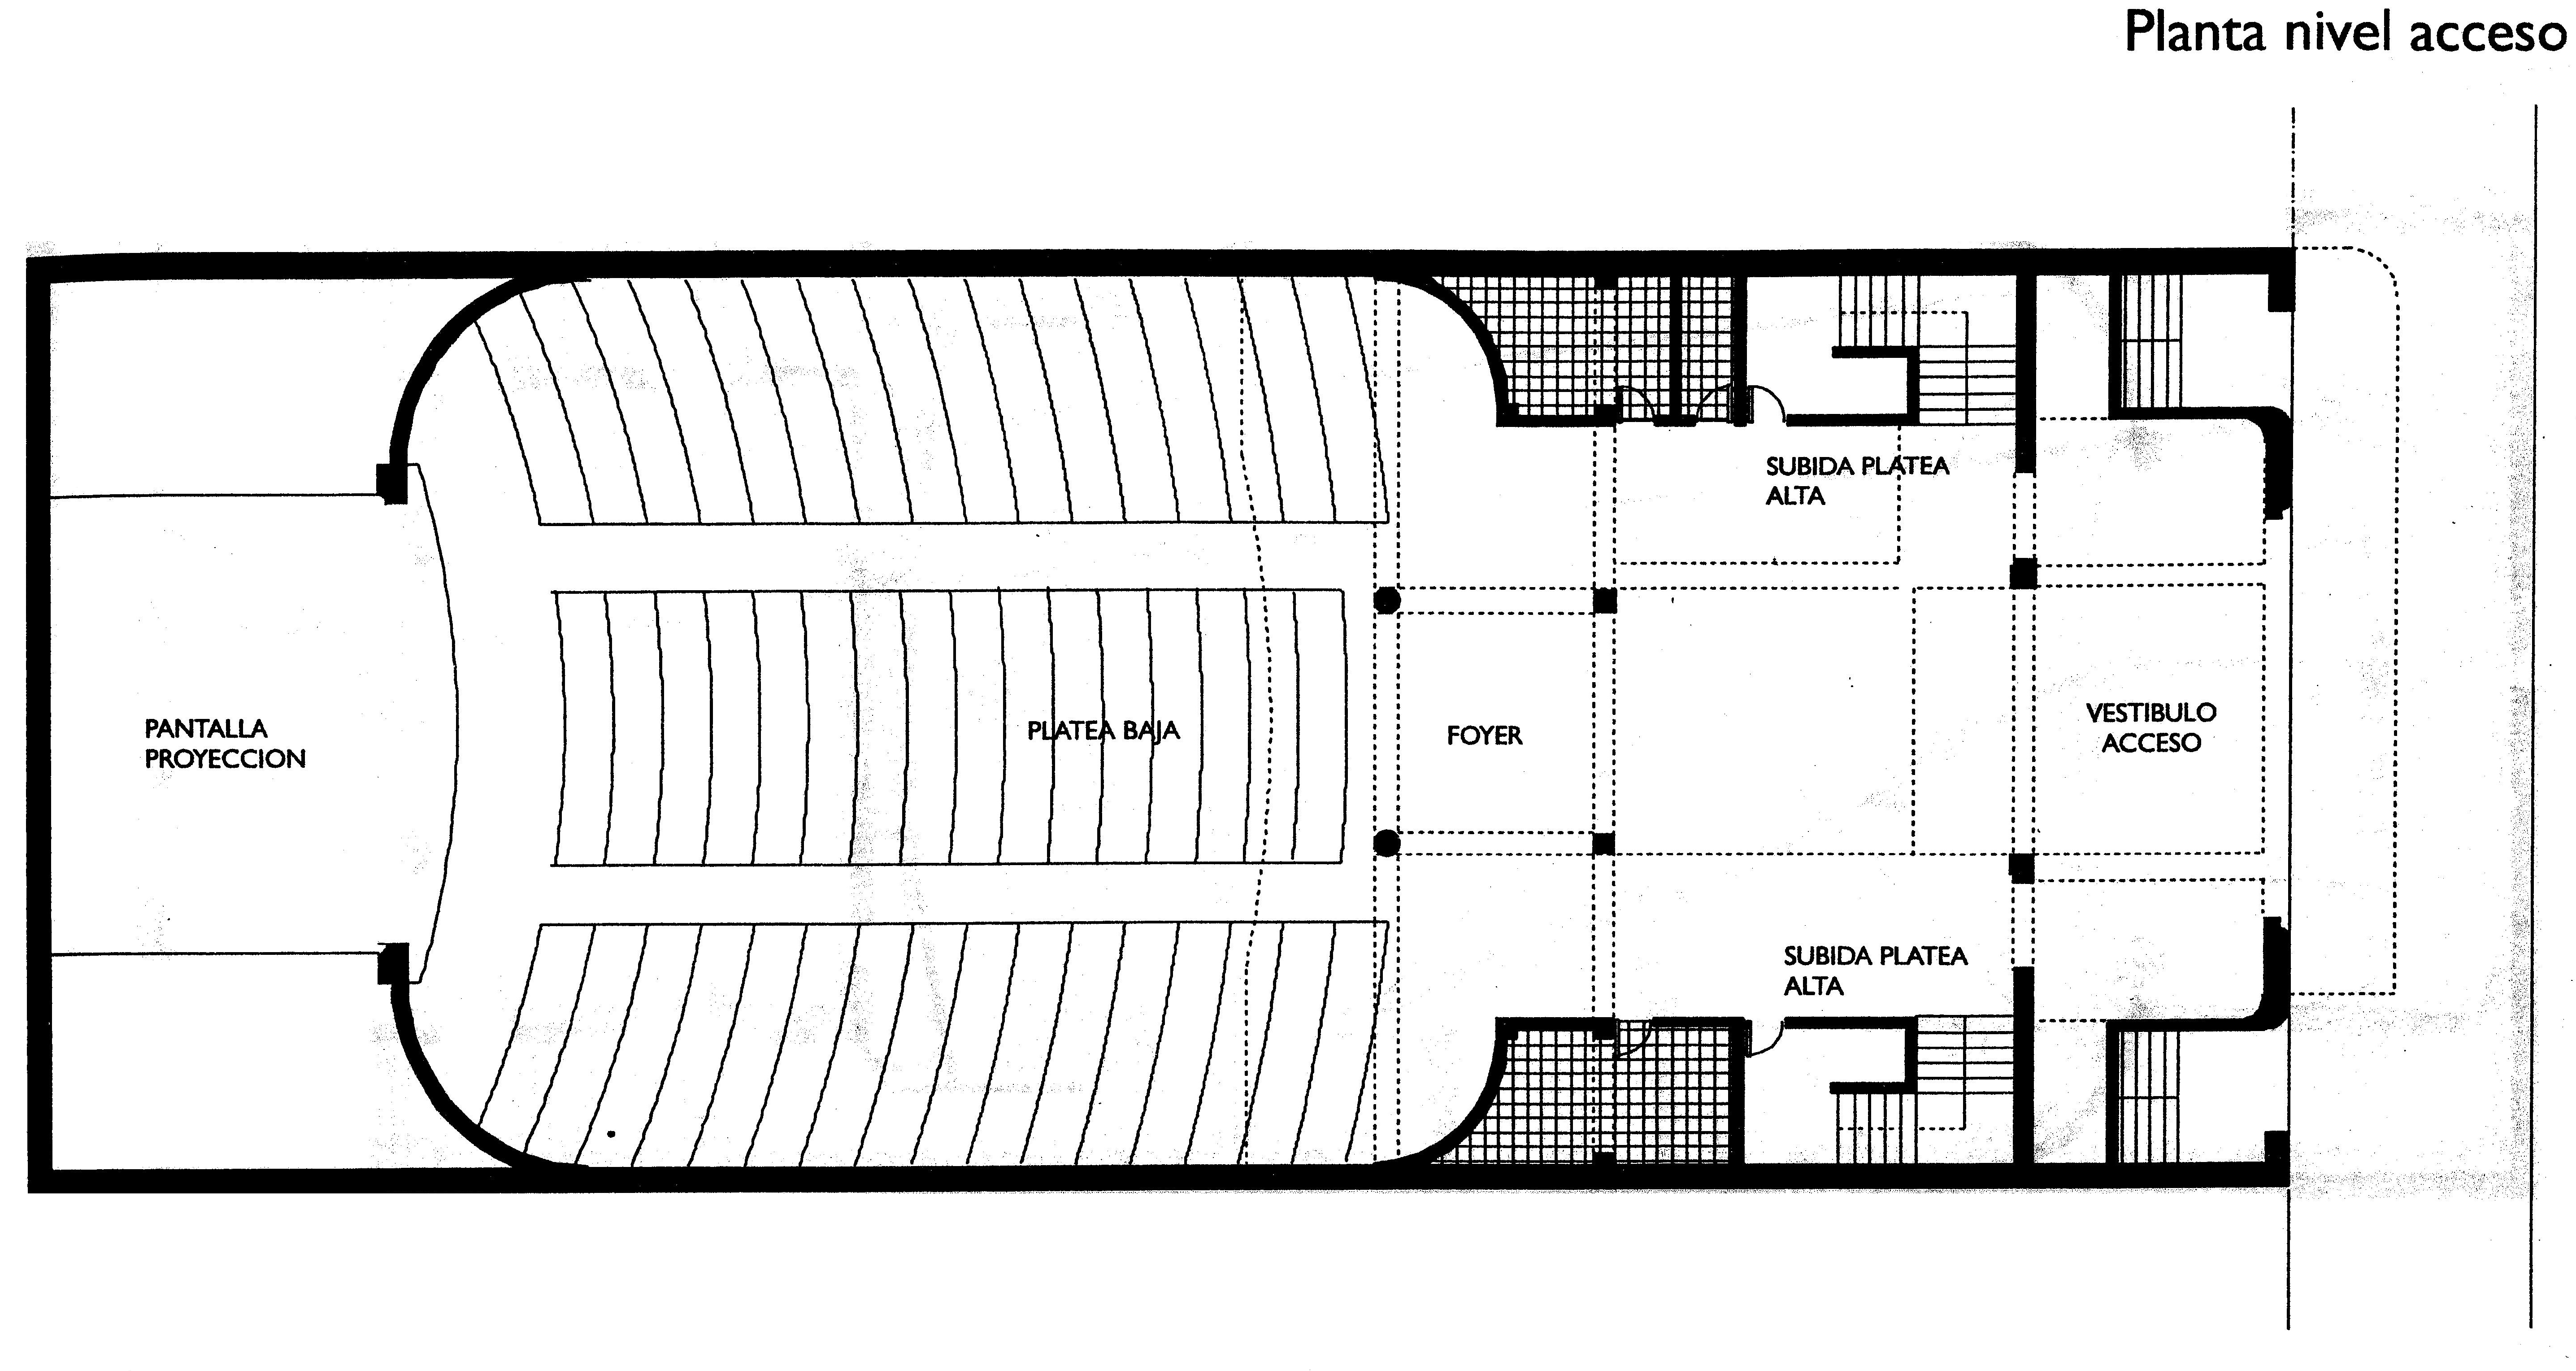 Planta nivel acceso
SUBIDA PLATEA
ALTA
PANTALLA
PROYECCION
PLATEA BAJA
FOYER
VESTIBULO
ACCESO
SUBIDA PLATEA
ALTA